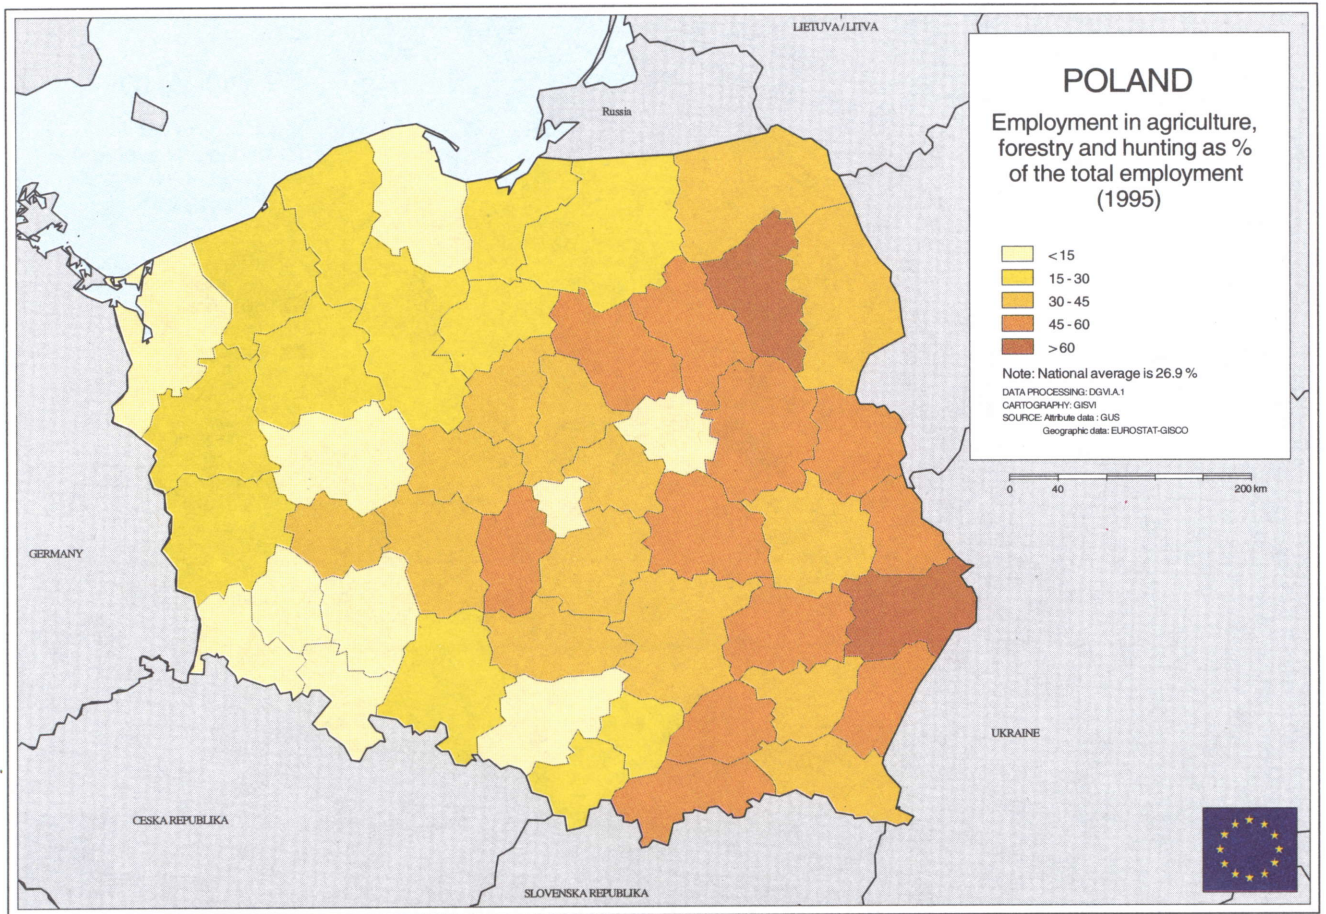 LIETUVA / LITVA
Russia
POLAND
Employment in agriculture,
forestry and hunting as %
of the total employment
(1995)
<15
15 - 30
30 - 45
45 - 60
>60
Note: National average is 26.9 %
DATA PROCESSING: DGVI.A.1
CARTOGRAPHY: GISVI
SOURCE: Attribute data : GUS
Geographic data: EUROSTAT-GISCO
0 40 200 km
GERMANY
UKRAINE
CESKA REPUBLIKA
SLOVENSKA REPUBLIKA